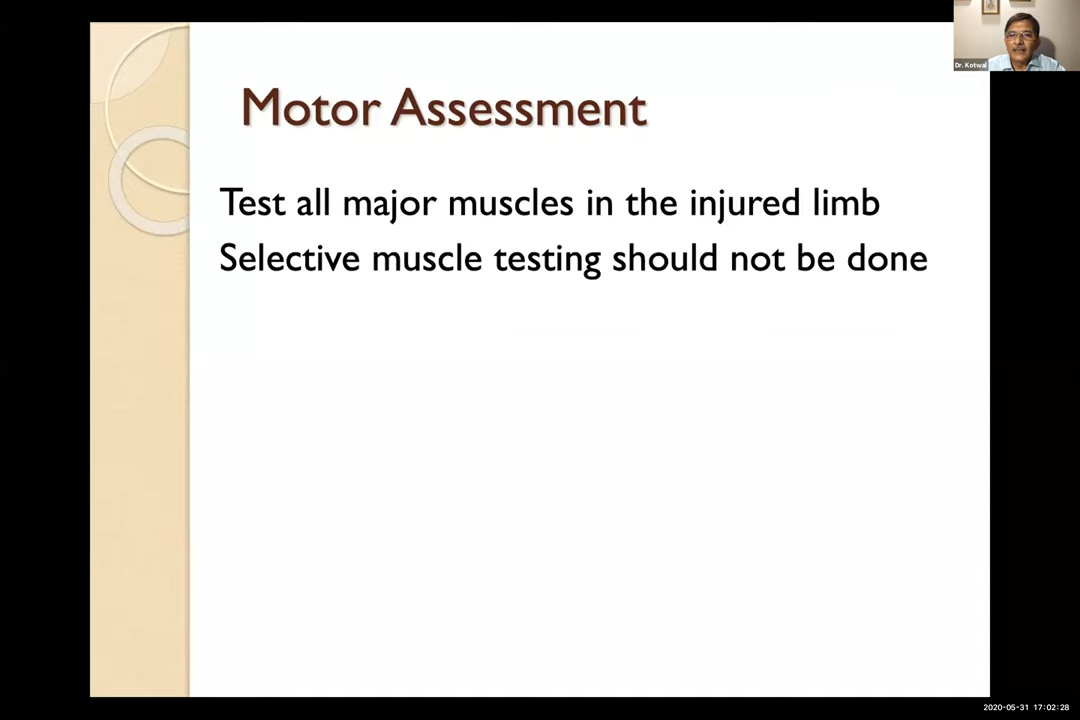 Dr. Kotwal
Motor Assessment
Test all major muscles in the injured limb
Selective muscle testing should not be done
2020-05-31 17:02:28